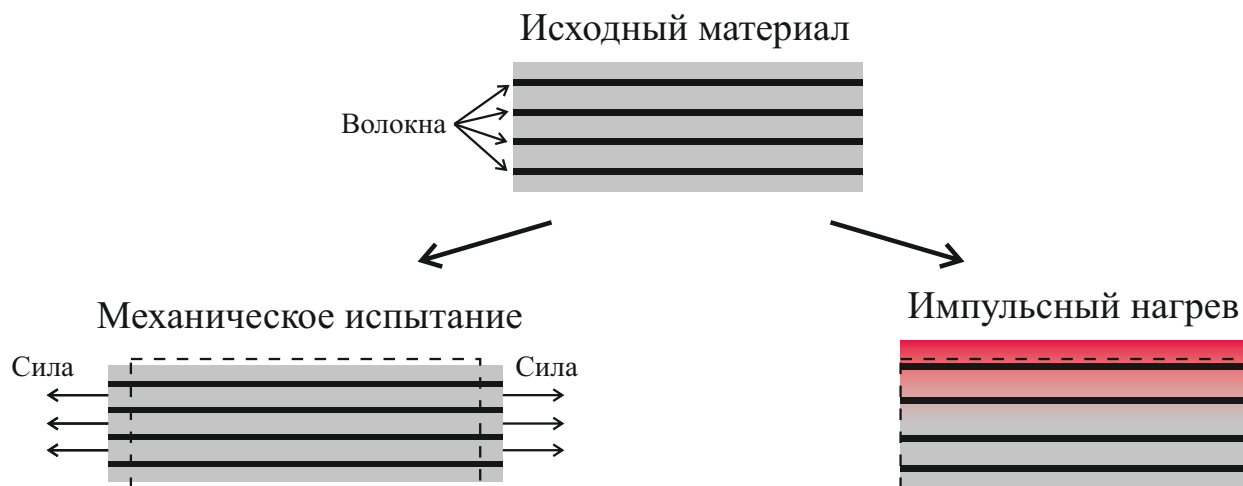 Исходный материал
Волокна
Механическое испытание
Импульсный нагрев
Сила
Сила